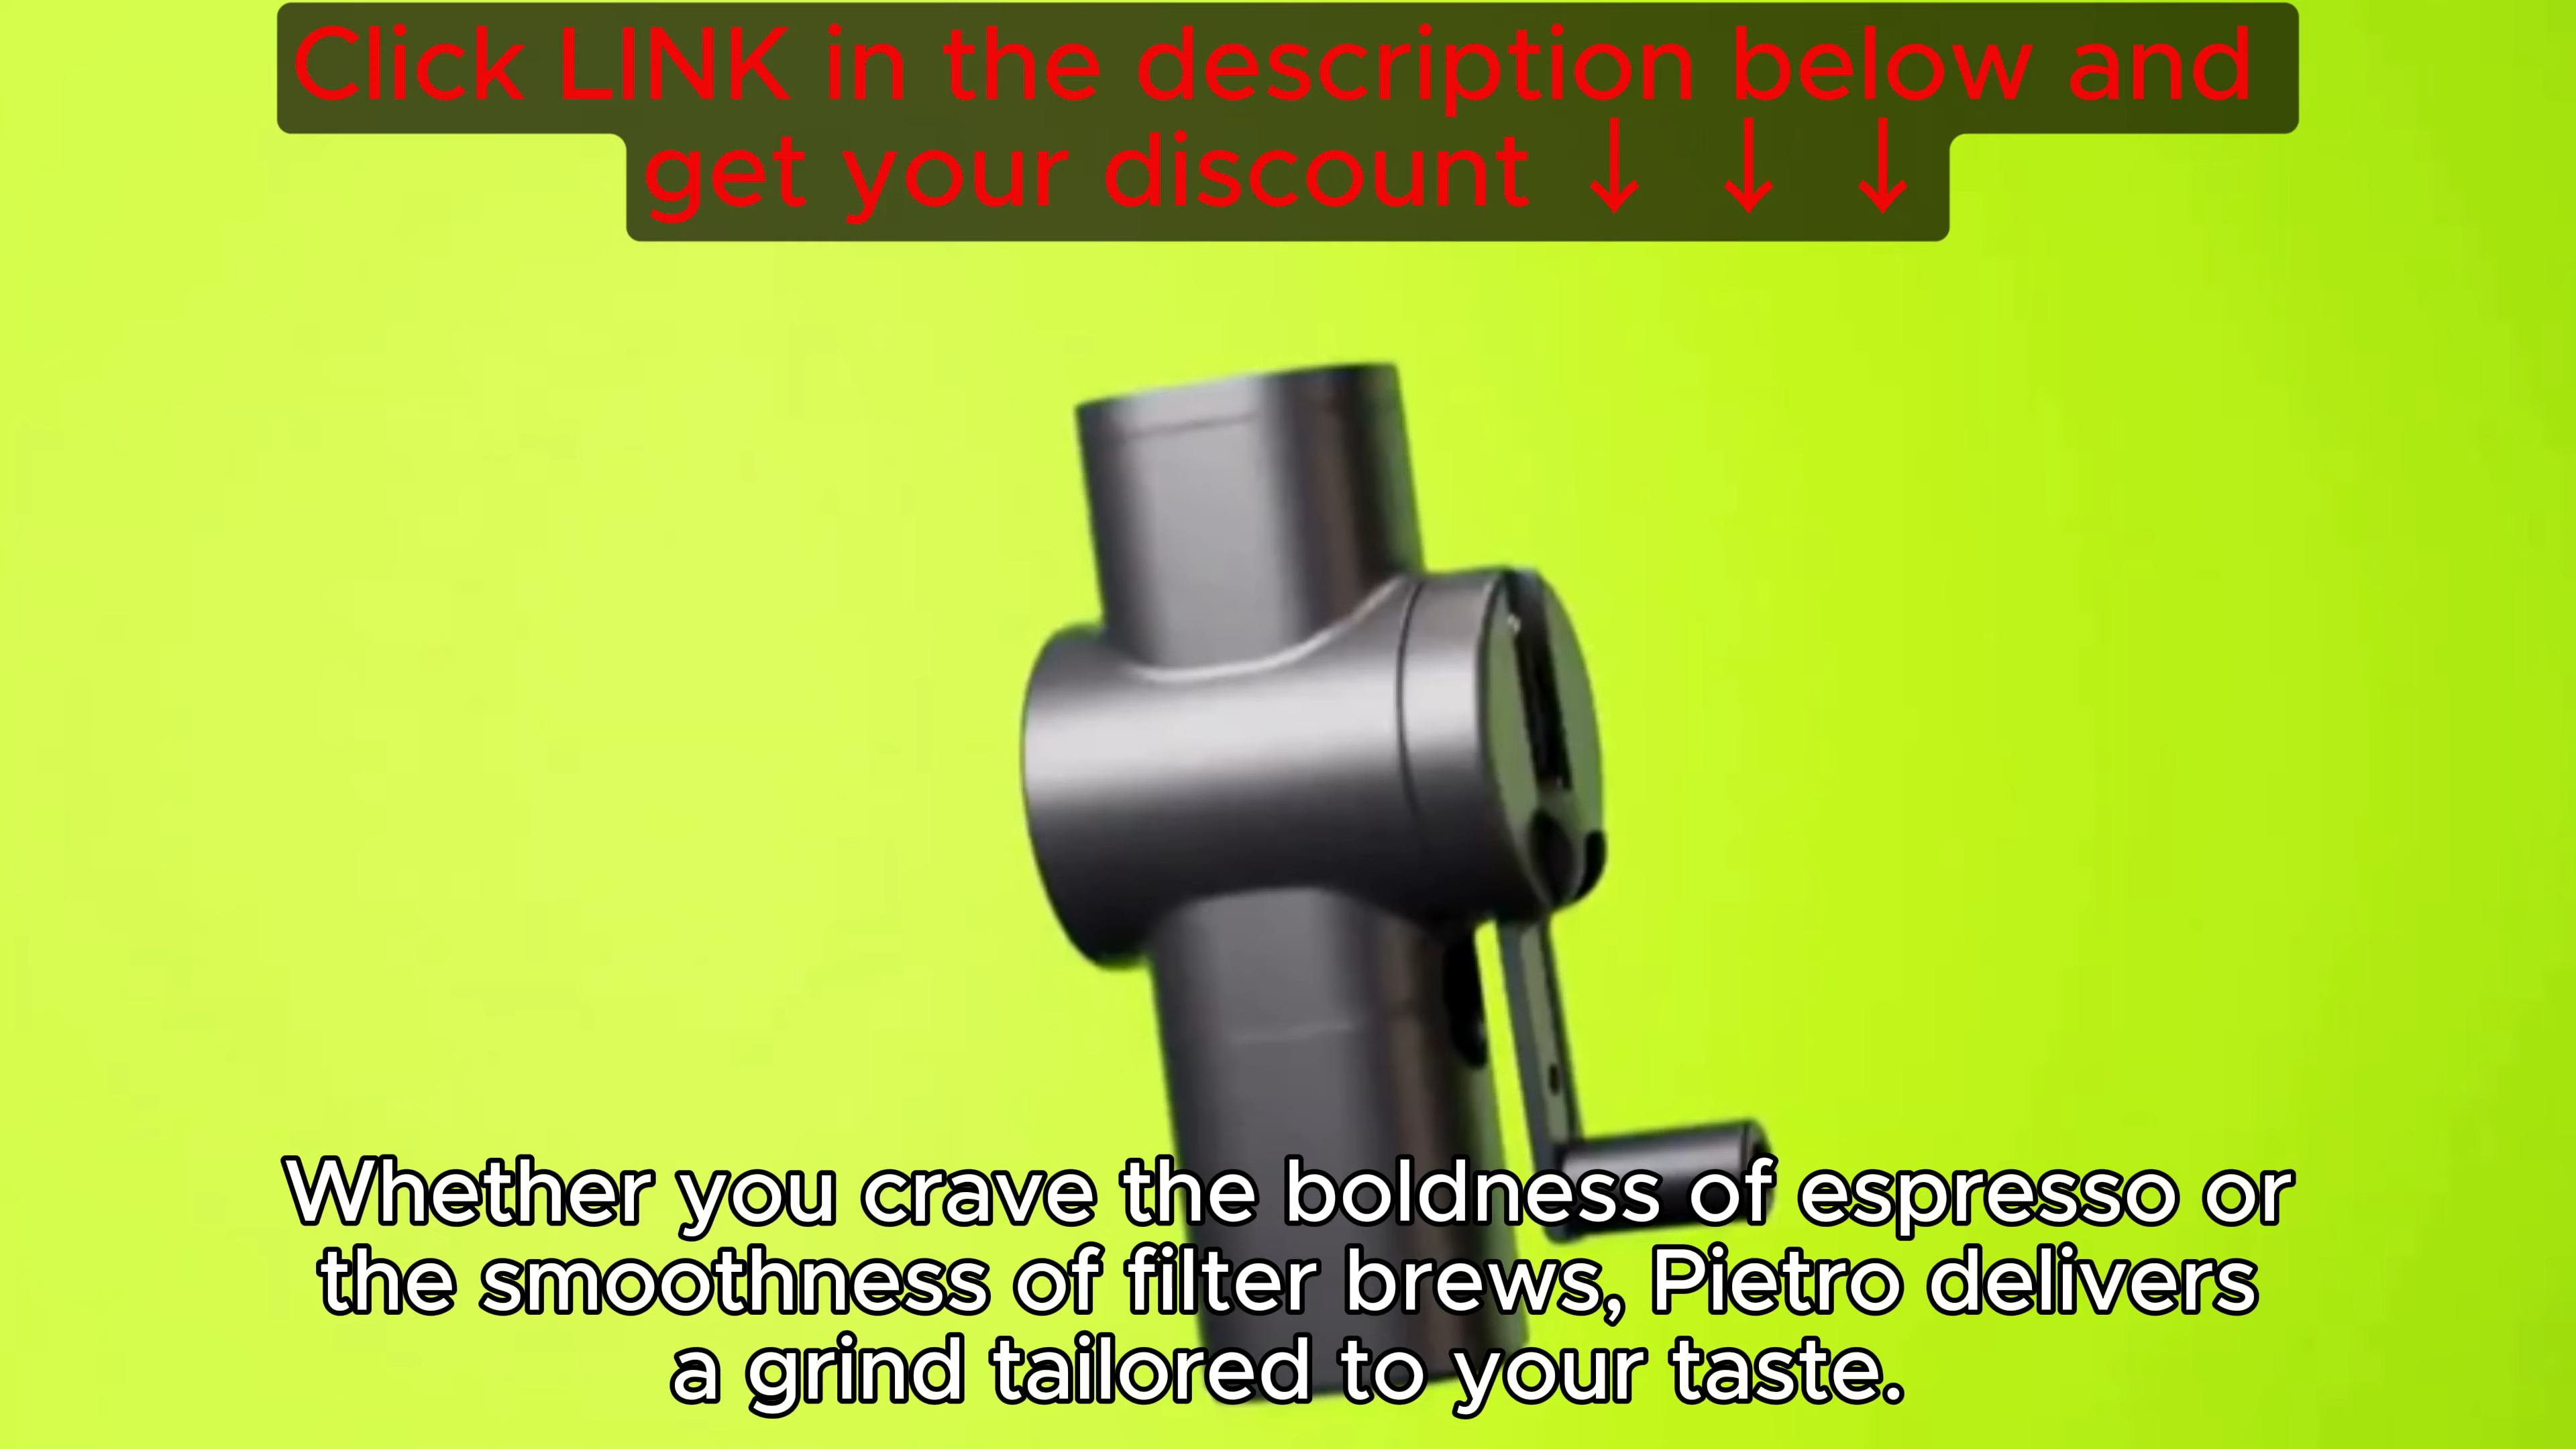 Click LINK in the description below and
get your discount ↓ ↓ ↓
Whether you crave the boldness of espresso or
the smoothness of filter brews, Pietro delivers
a grind tailored to your taste.